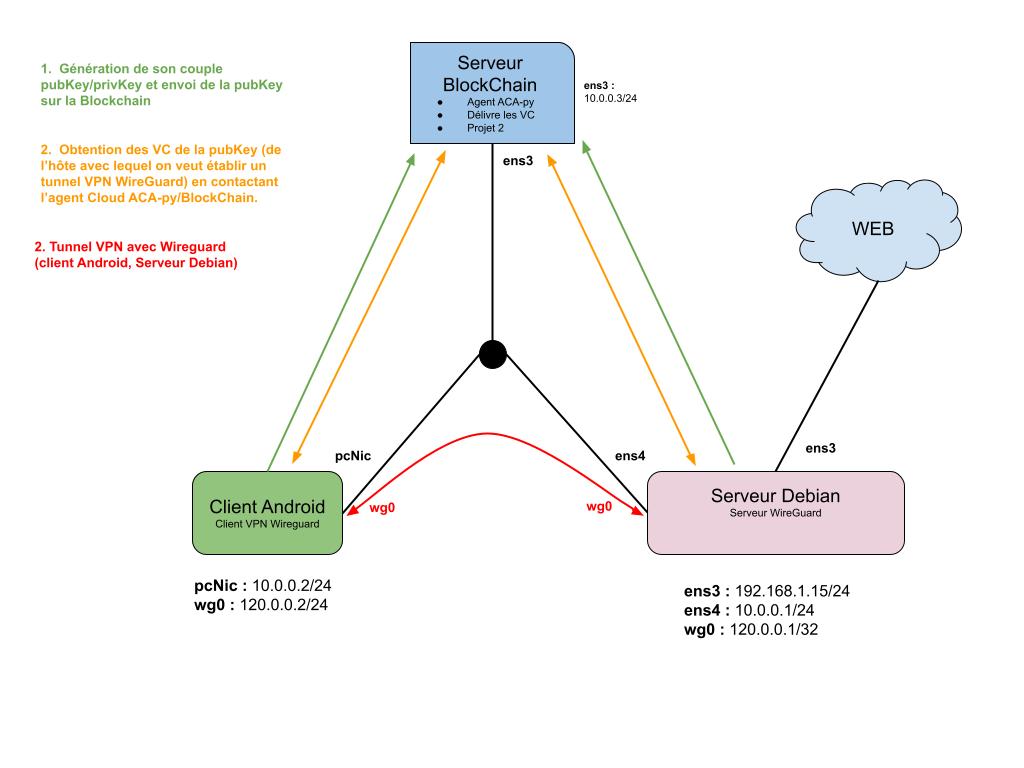 1. Génération de son couple
pubKey/privKey et envoi de la pubKey
sur la Blockchain
2. Obtention des VC de la pubKey (de
l'hôte avec lequel on veut établir un
tunnel VPN WireGuard) en contactant
l'agent Cloud ACA-py/BlockChain.
2. Tunnel VPN avec Wireguard
(client Android, Serveur Debian)
Serveur
BlockChain
● Agent ACA-py
● Délivre les VC
● Projet 2
ens3 :
10.0.0.3/24
ens3
WEB
pcNic
ens4
ens3
wg0
wg0
Client Android
Client VPN Wireguard
Serveur Debian
Serveur WireGuard
pcNic : 10.0.0.2/24
wg0 : 120.0.0.2/24
ens3 : 192.168.1.15/24
ens4 : 10.0.0.1/24
wg0 : 120.0.0.1/32